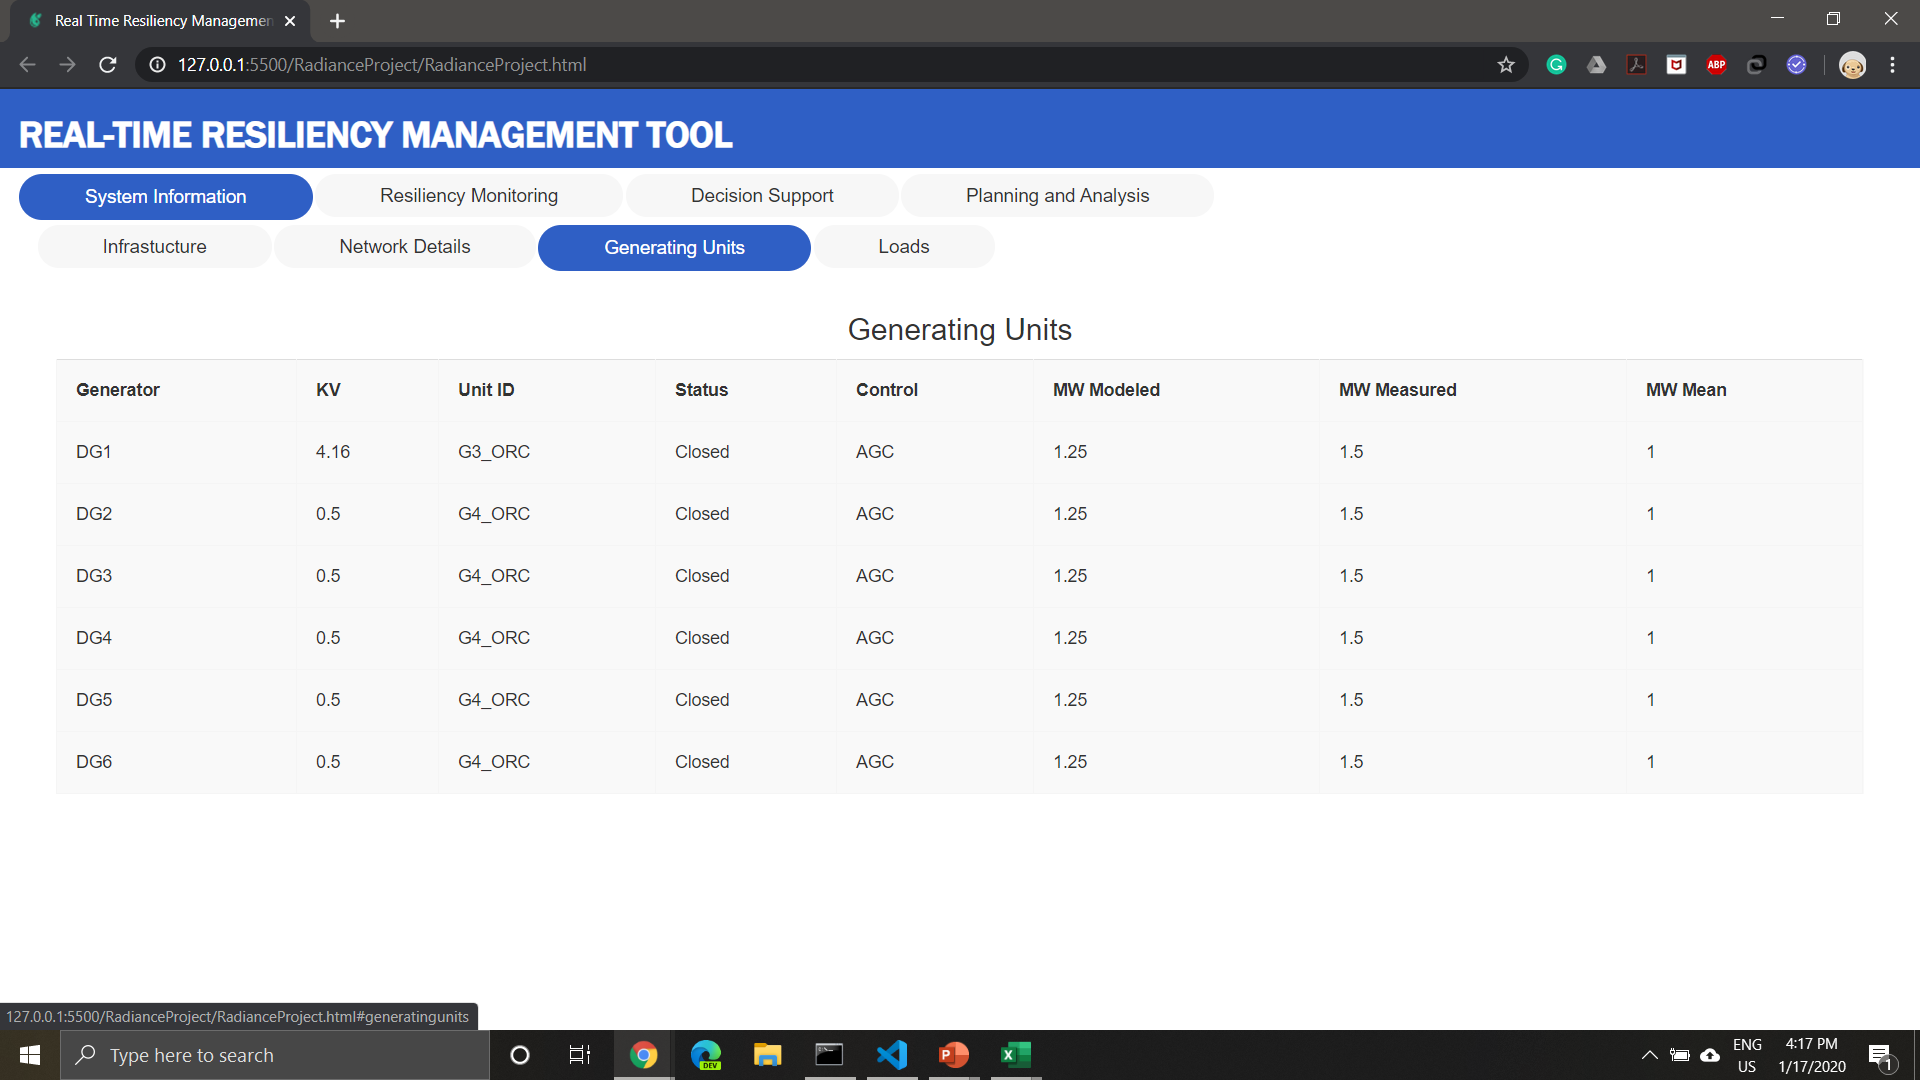 Real Time Resiliency Managemen
127.0.0.1:5500/RadianceProject/RadianceProject.html
ABP
REAL-TIME RESILIENCY MANAGEMENT TOOL
System Information Resiliency Monitoring Decision Support Planning and Analysis
Infrastucture Network Details Generating Units Loads
Generating Units
Generator KV Unit ID Status Control MW Modeled MW Measured MW Mean
DG1 4.16 G3_ORC Closed AGC 1.25 1.5 1
DG2 0.5 G4_ORC Closed AGC 1.25 1.5 1
DG3 0.5 G4_ORC Closed AGC 1.25 1.5 1
DG4 0.5 G4_ORC Closed AGC 1.25 1.5 1
DG5 0.5 G4_ORC Closed AGC 1.25 1.5 1
DG6 0.5 G4_ORC Closed AGC 1.25 1.5 1
127.0.0.1:5500/RadianceProject/RadianceProject.html#generatingunits
Type here to search
DEV
ENG
US
4:17 PM
1/17/2020
1